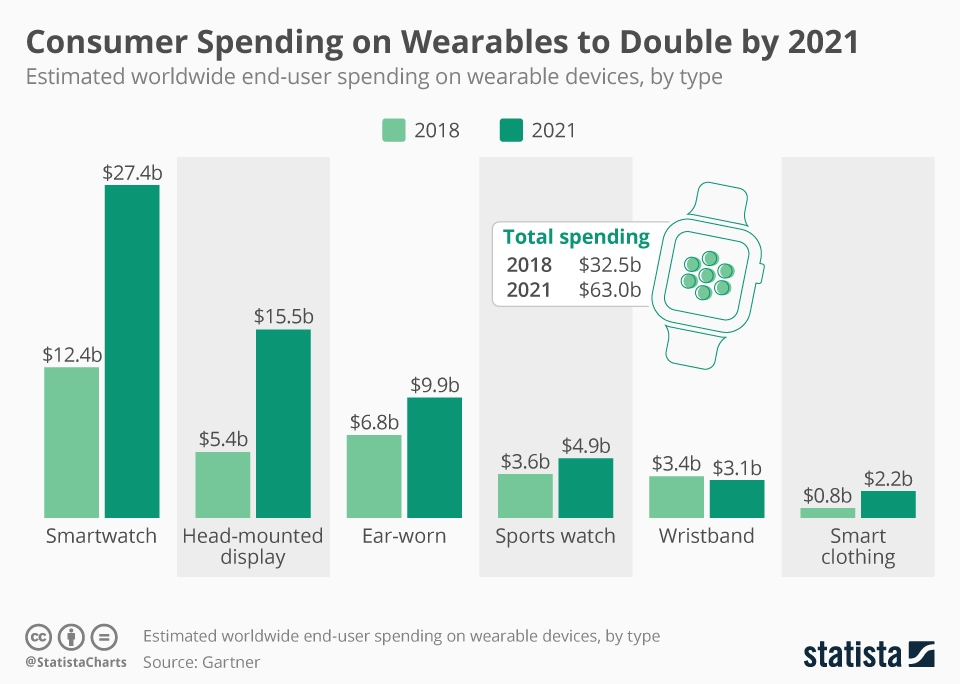 Consumer Spending on Wearables to Double by 2021
Estimated worldwide end-user spending on wearable devices, by type
2018 2021
$12.4b $27.4b
$5.4b $15.5b
$6.8b $9.9b
$3.6b $4.9b
$3.4b $3.1b
$0.8b $2.2b
Total spending
2018 $32.5b
2021 $63.0b
Smartwatch
Head-mounted
display
Ear-worn
Sports watch
Wristband
Smart
clothing
cc =
@StatistaCharts
Estimated worldwide end-user spending on wearable devices, by type
Source: Gartner
statista